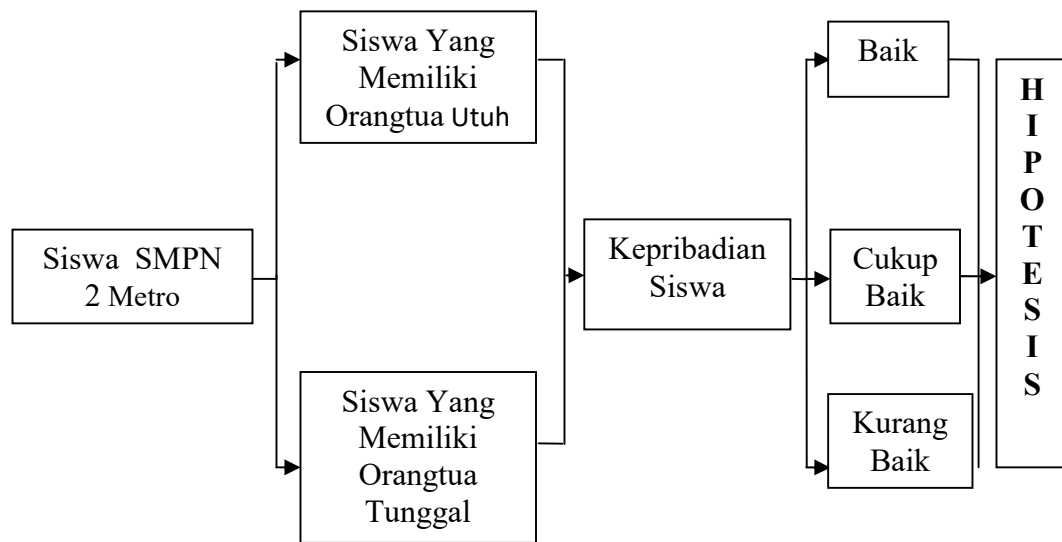 Siswa Yang
Memiliki
Orangtua Utuh
Siswa SMPN
2 Metro
Siswa Yang
Memiliki
Orangtua
Tunggal
Kepribadian
Siswa
Baik
Cukup
Baik
Kurang
Baik
H
I
P
O
T
E
S
I
S